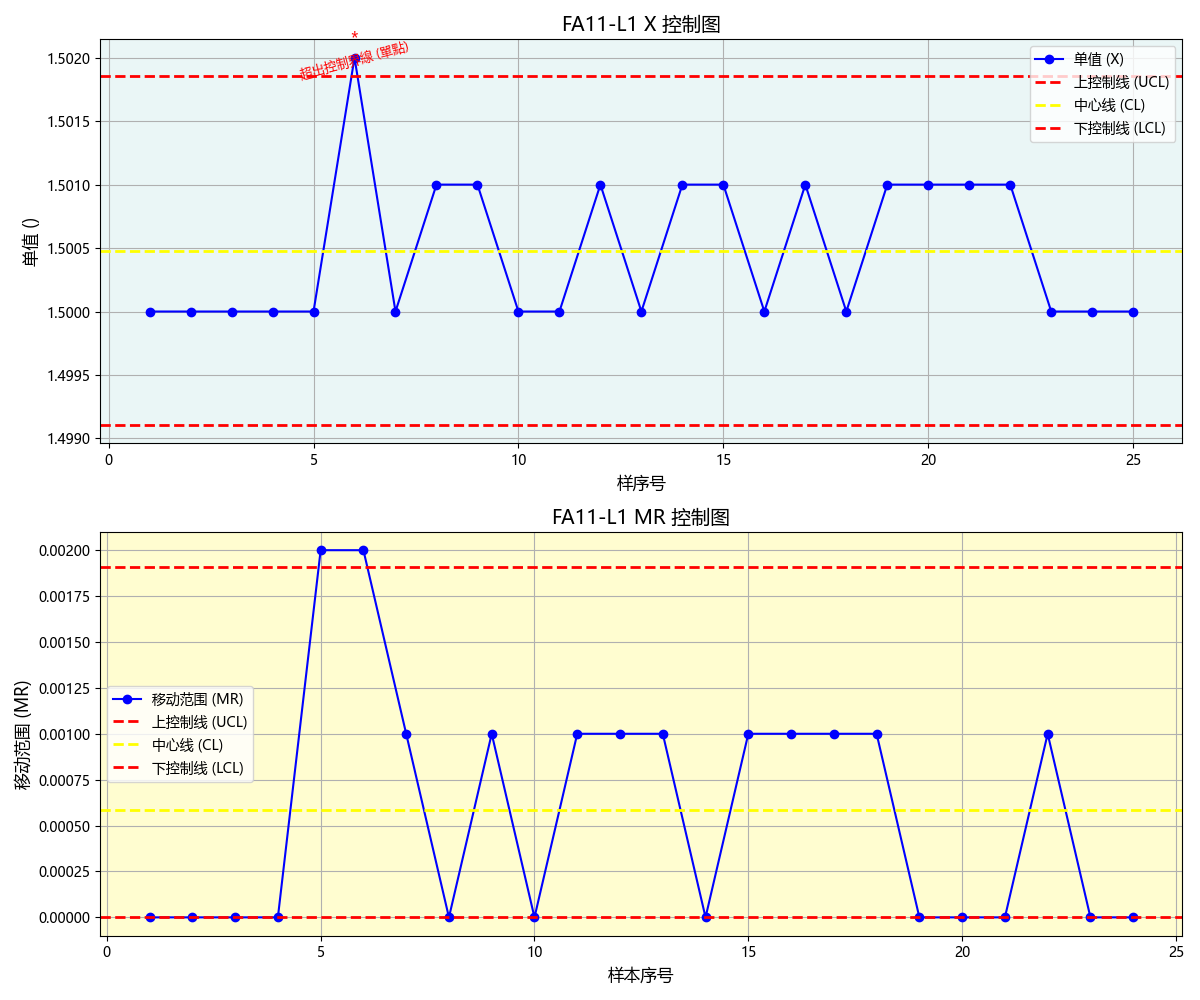 FA11-L1 X 控制图
*
超出控制界線 (單點)
单值 (X)
上控制线 (UCL)
中心线 (CL)
下控制线 (LCL)
单值 ()
1.5020
1.5015
1.5010
1.5005
1.5000
1.4995
1.4990
0 5 10 15 20 25
样序号
FA11-L1 MR 控制图
移动范围 (MR)
0.00200
0.00175
0.00150
0.00125
0.00100
0.00075
0.00050
0.00025
0.00000
移动范围 (MR)
上控制线 (UCL)
中心线 (CL)
下控制线 (LCL)
0 5 10 15 20 25
样本序号